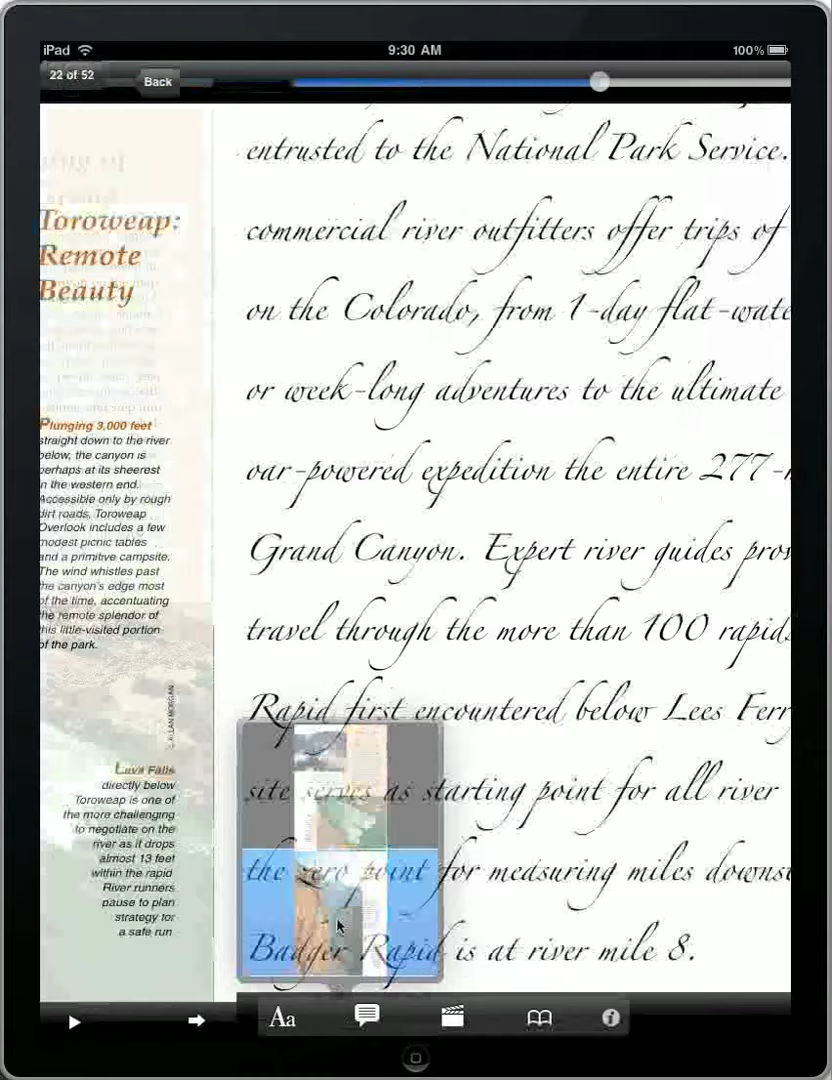 iPad
9:30 AM
100%
22 of 52
Back
Toroweap:
Remote
Beauty
Plunging 3,000 feet
straight down to the river
below, the canyon is
perhaps at its sheerest
in the western end.
Accessible only by rough
dirt roads, Toroweap
Overlook includes a few
modest picnic tables
and a primitive campsite.
The wind whistles past
the canyon's edge most
of the time, accentuating
the remote splendor of
this little-visited portion
of the park.
© ALLAN MORGAN
Lava Falls
directly below
Toroweap is one of
the more challenging
to negotiate on the
river as it drops
almost 13 feet
within the rapid
River runners
pause to plan
strategy for
a safe run
entrusted to the National Park Service.
commercial river outfitters offer trips of
on the Colorado, from 1-day flat-wate
or week-long adventures to the ultimate
oar-powered expedition the entire 277-
Grand Canyon. Expert river guides prov
travel through the more than 100 rapids
Rapid first encountered below Lees Ferry
site serves as starting point for all river
the zero point for measuring miles downst
Badger Rapid is at river mile 8.
Aa